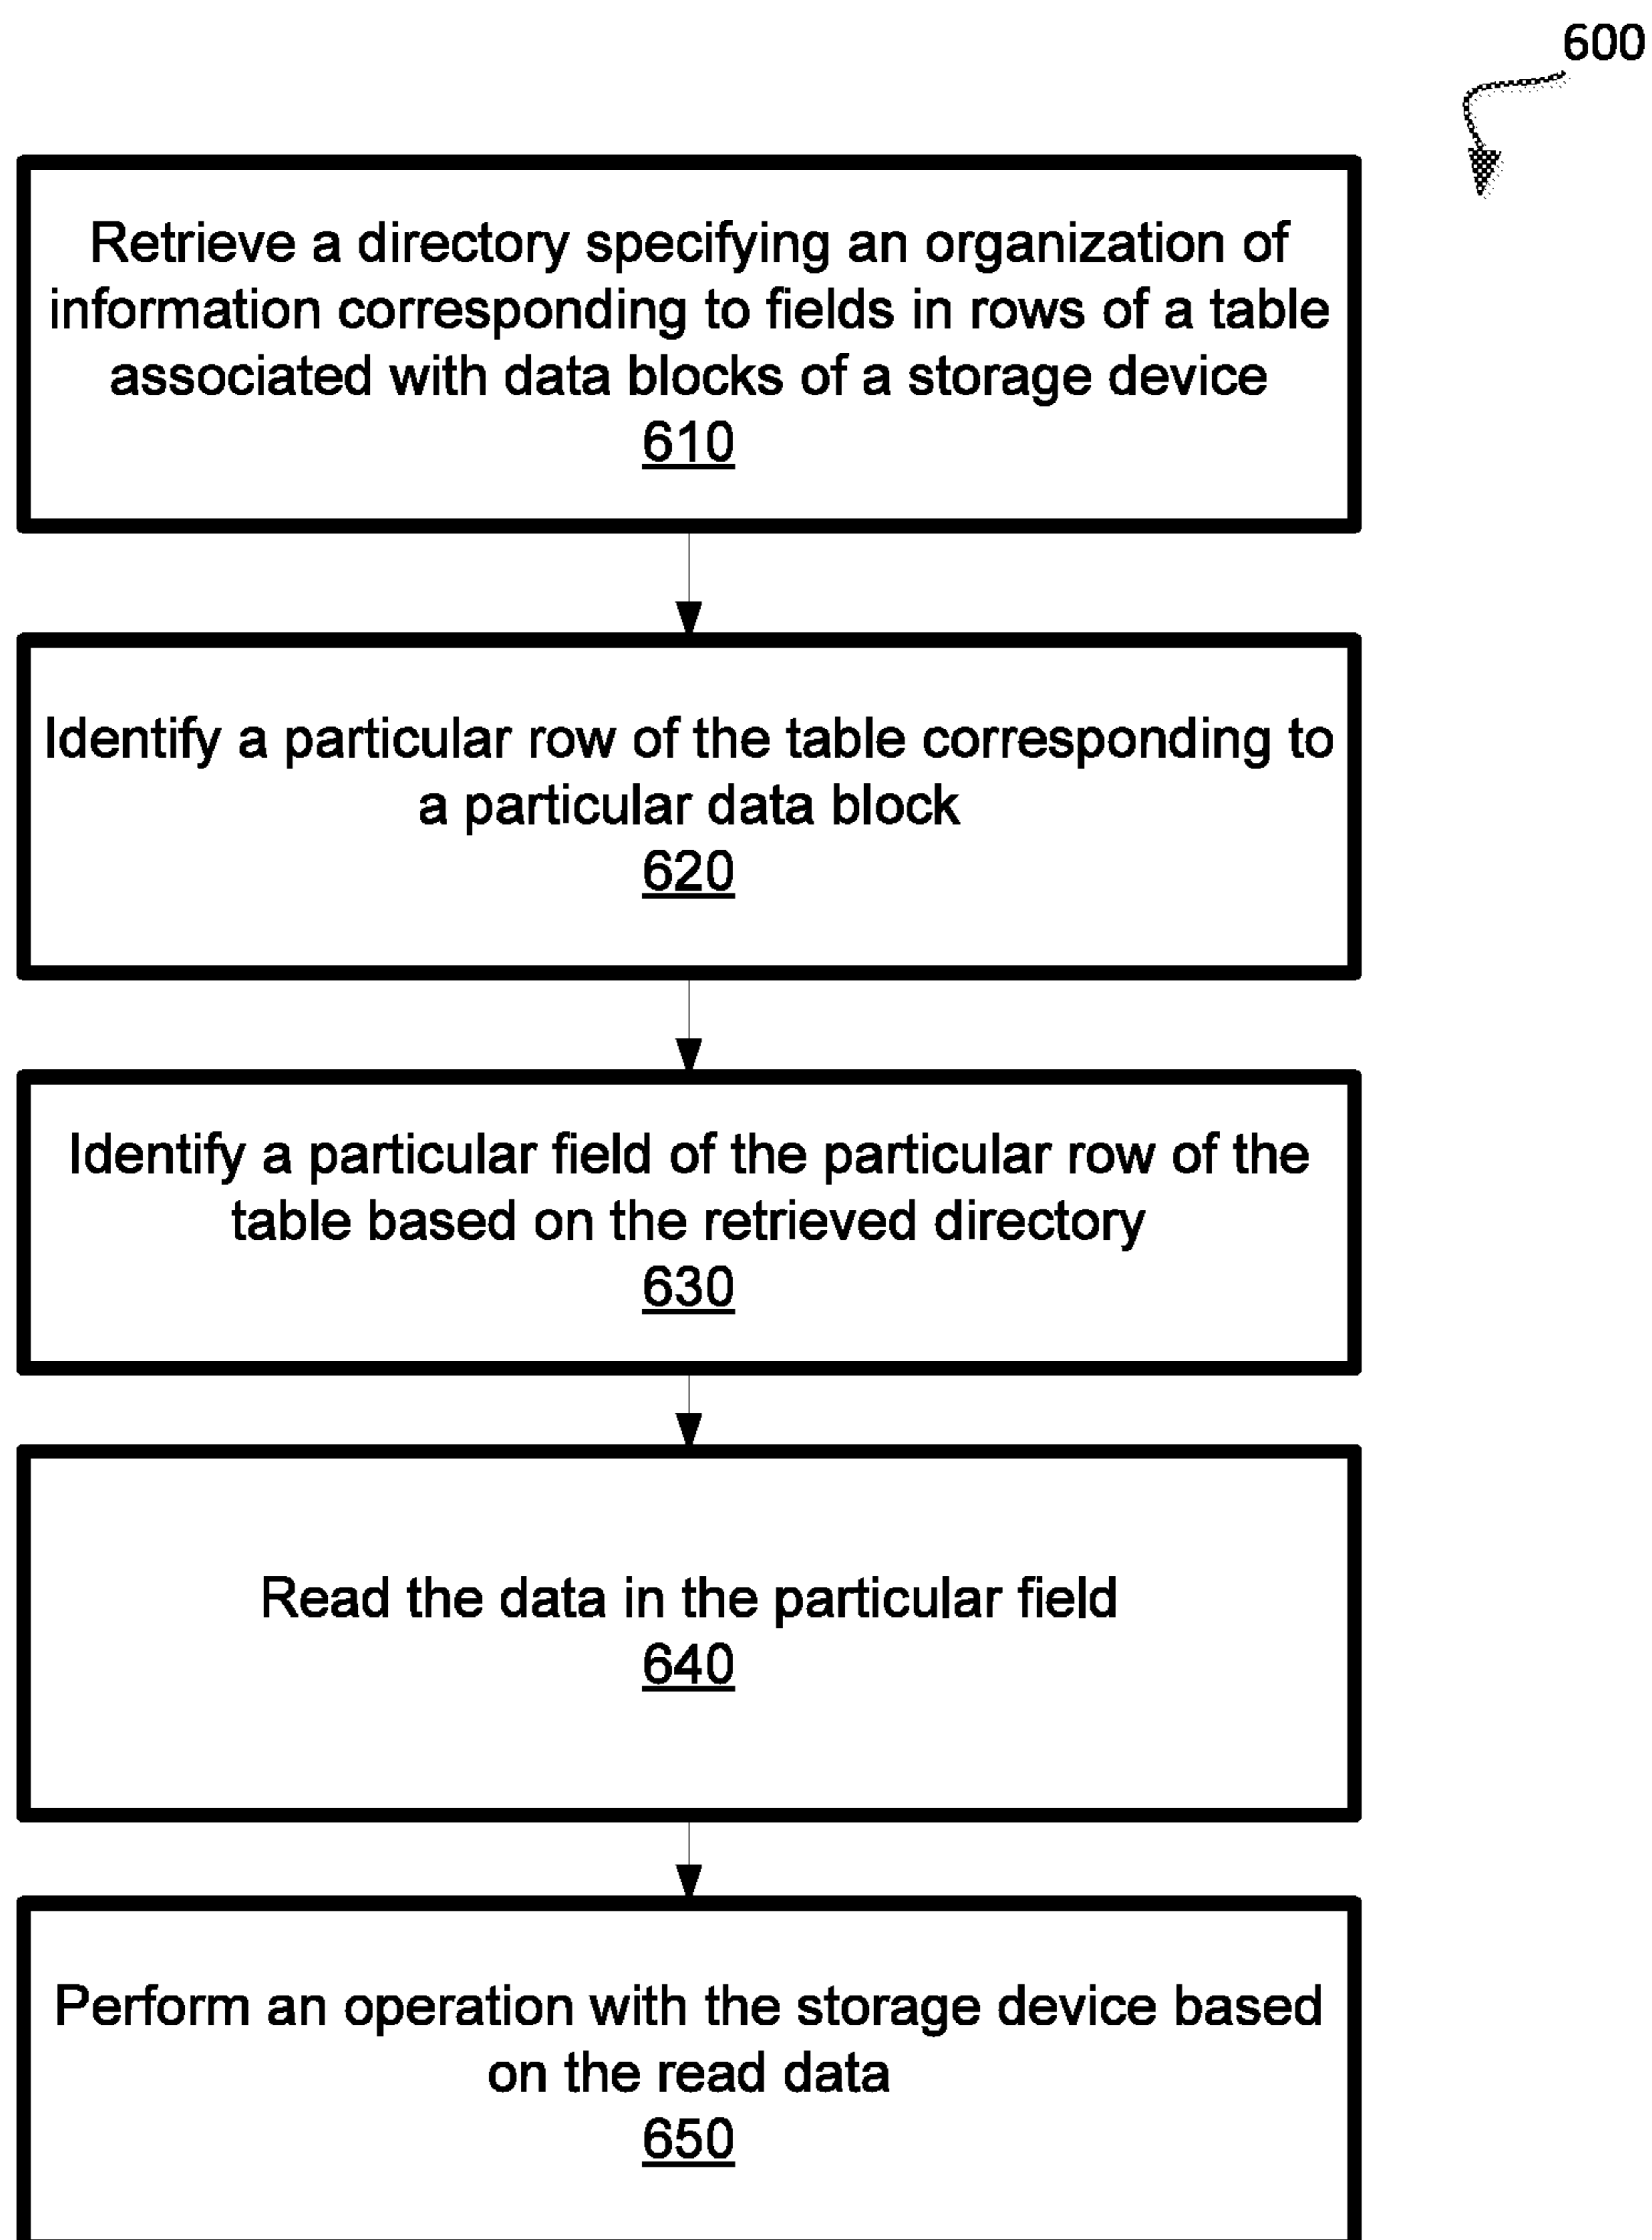 600
Retrieve a directory specifying an organization of
information corresponding to fields in rows of a table
associated with data blocks of a storage device
610
Identify a particular row of the table corresponding to
a particular data block
620
Identify a particular field of the particular row of the
table based on the retrieved directory
630
Read the data in the particular field
640
Perform an operation with the storage device based
on the read data
650